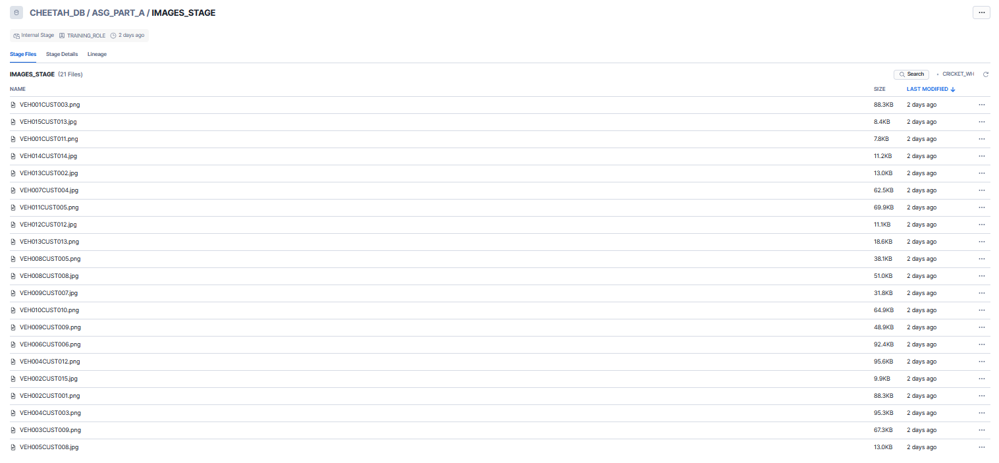 CHEETAH_DB / ASG_PART_A / IMAGES_STAGE
Internal Stage TRAINING_ROLE 2 days ago
Stage Files Stage Details Lineage
IMAGES_STAGE (21 Files) Search CRICKET_WH
NAME SIZE LAST MODIFIED
VEH001CUST003.png 88.3KB 2 days ago
VEH015CUST013.jpg 8.4KB 2 days ago
VEH001CUST011.png 7.8KB 2 days ago
VEH014CUST014.jpg 11.2KB 2 days ago
VEH013CUST002.jpg 13.0KB 2 days ago
VEH007CUST004.jpg 62.5KB 2 days ago
VEH011CUST005.png 69.9KB 2 days ago
VEH012CUST012.jpg 11.1KB 2 days ago
VEH013CUST013.png 18.6KB 2 days ago
VEH008CUST005.png 38.1KB 2 days ago
VEH008CUST008.jpg 51.0KB 2 days ago
VEH009CUST007.jpg 31.8KB 2 days ago
VEH010CUST010.png 64.9KB 2 days ago
VEH009CUST009.png 48.9KB 2 days ago
VEH006CUST006.png 92.4KB 2 days ago
VEH004CUST012.png 95.6KB 2 days ago
VEH002CUST015.jpg 9.9KB 2 days ago
VEH002CUST001.png 88.3KB 2 days ago
VEH004CUST003.png 95.3KB 2 days ago
VEH003CUST009.png 67.3KB 2 days ago
VEH005CUST008.jpg 13.0KB 2 days ago